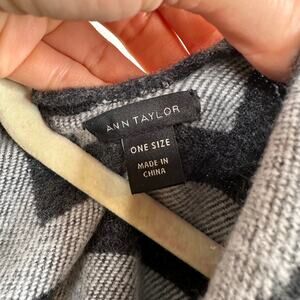 ANN TAYLOR
ONE SIZE
MADE IN
CHINA